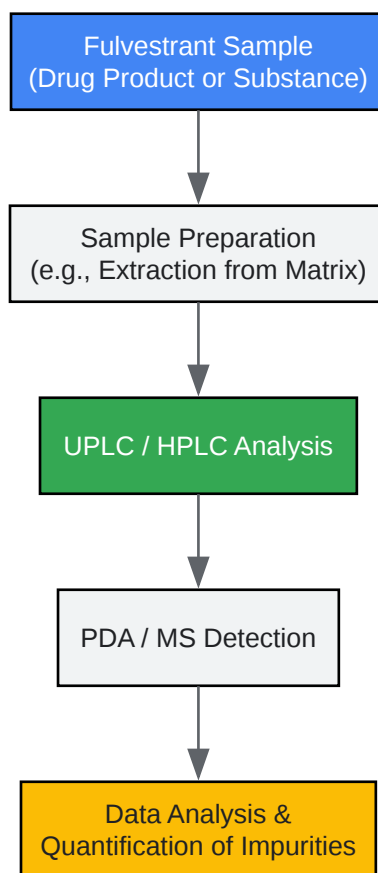 Fulvestrant Sample
(Drug Product or Substance)
Sample Preparation
(e.g., Extraction from Matrix)
UPLC / HPLC Analysis
PDA / MS Detection
Data Analysis &
Quantification of Impurities